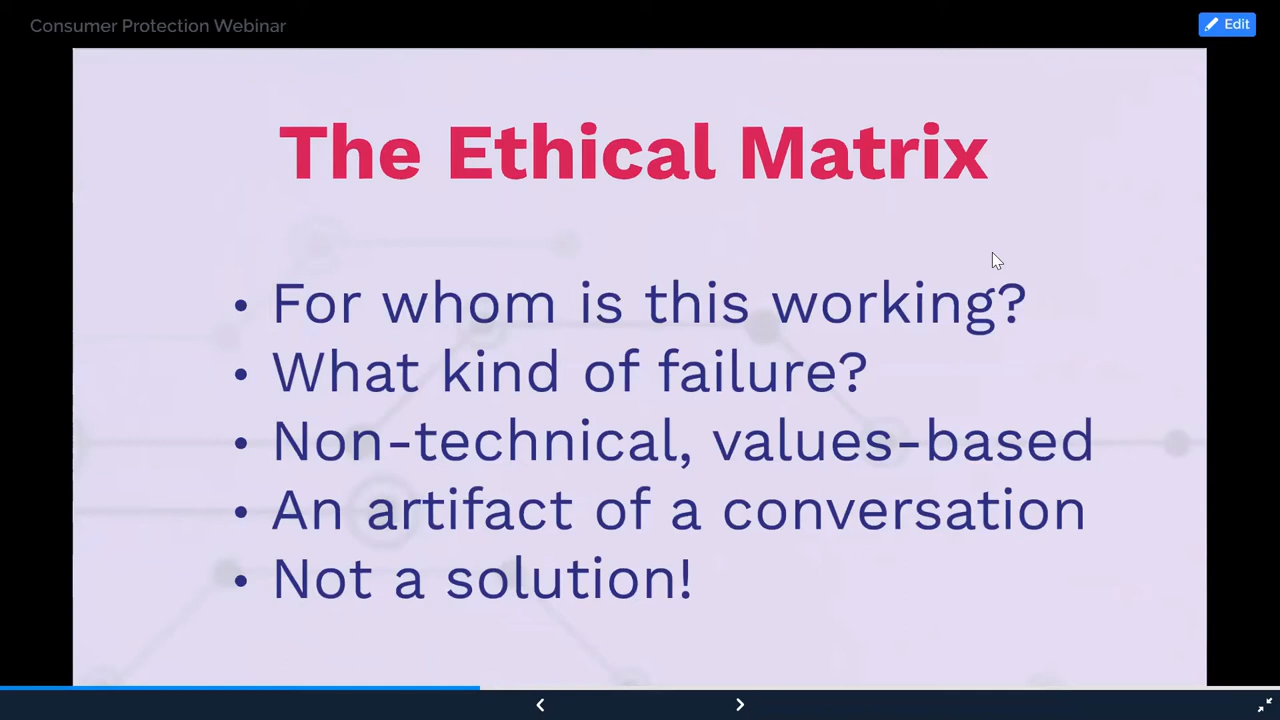 Consumer Protection Webinar
Edit
The Ethical Matrix
• For whom is this working?
• What kind of failure?
• Non-technical, values-based
• An artifact of a conversation
• Not a solution!